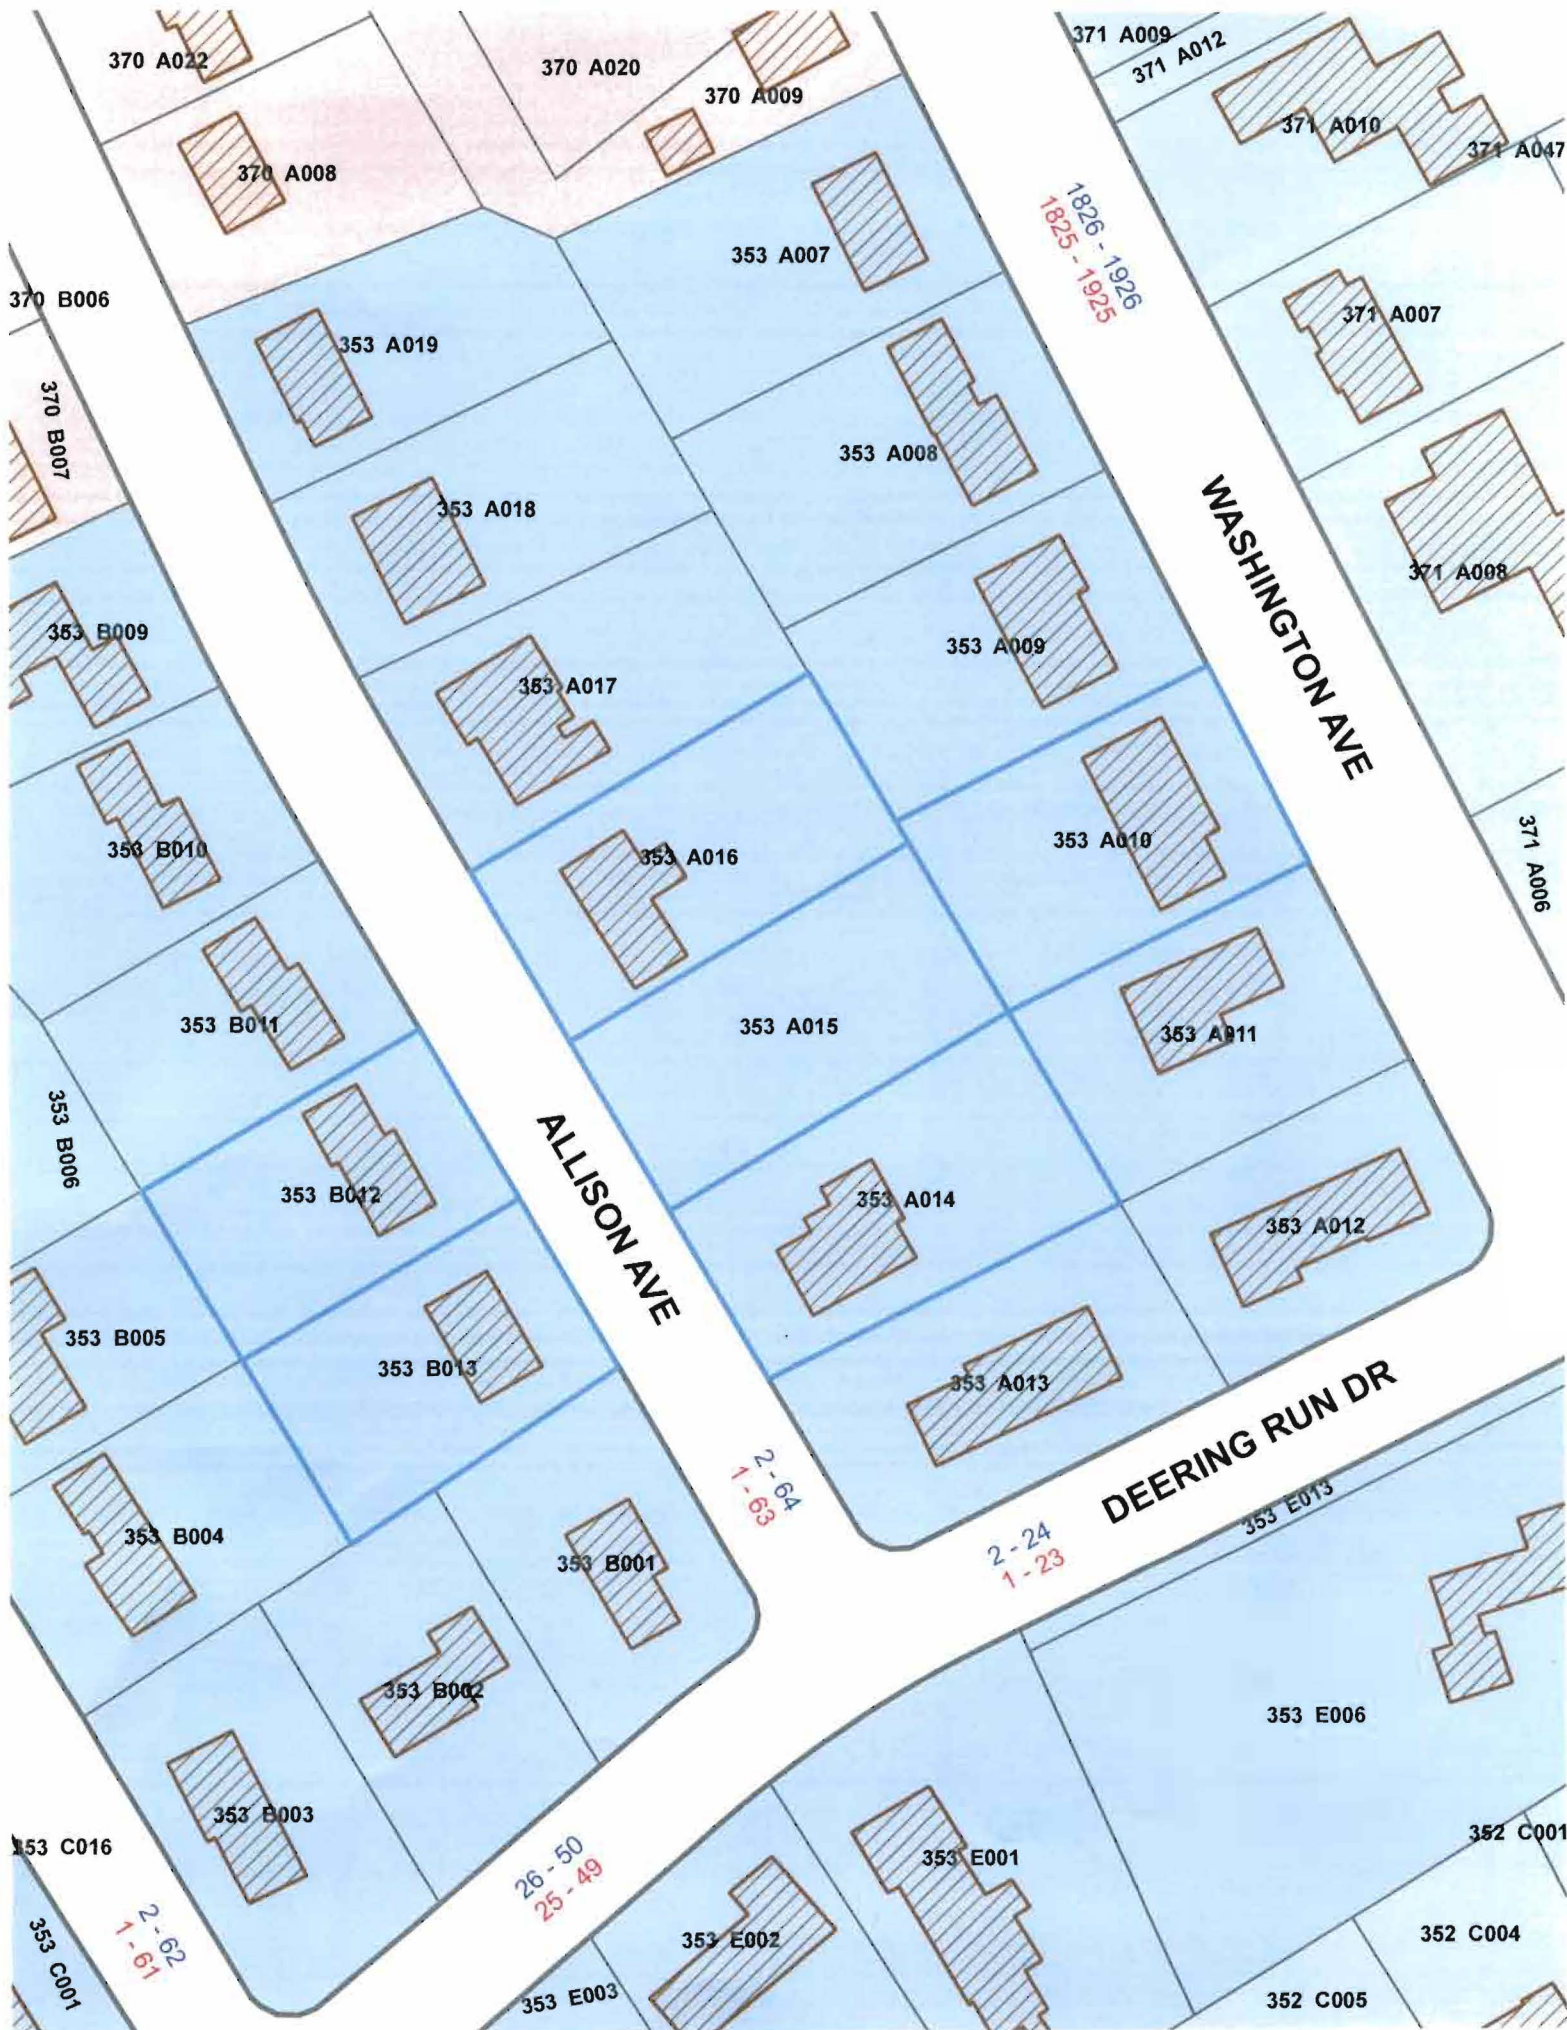 371 A009
370 A022
370 A020
371 A012
370 A009
371 A010
371 A047
370 A008
1826 - 1926
1825 - 1925
353 A007
370 B006
371 A007
353 A019
370 B007
353 A008
353 A018
WASHINGTON AVE
371 A008
353 B009
353 A009
353 A017
353 A010
353 B010
353 A016
371 A006
353 B011
353 A015
353 A011
353 B006
ALLISON AVE
353 B012
353 A014
353 A012
353 B005
353 B013
353 A013
DEERING RUN DR
2 - 64
1 - 63
353 E013
353 B004
353 B001
2 - 24
1 - 23
353 B002
353 E006
353 B003
353 C016
352 C001
26 - 50
25 - 49
353 E001
2 - 62
1 - 61
353 C001
353 E002
352 C004
353 E003
352 C005